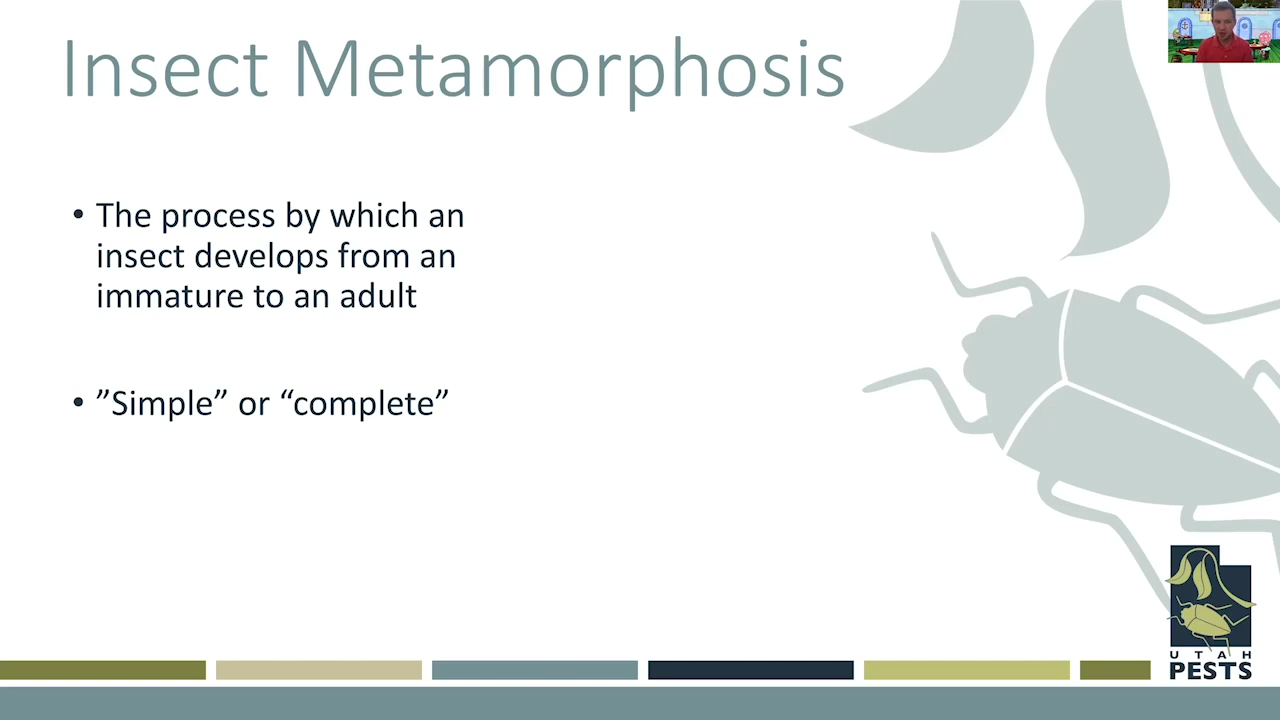 Insect Metamorphosis
• The process by which an
insect develops from an
immature to an adult
• ”Simple” or “complete”
UTAH
PESTS